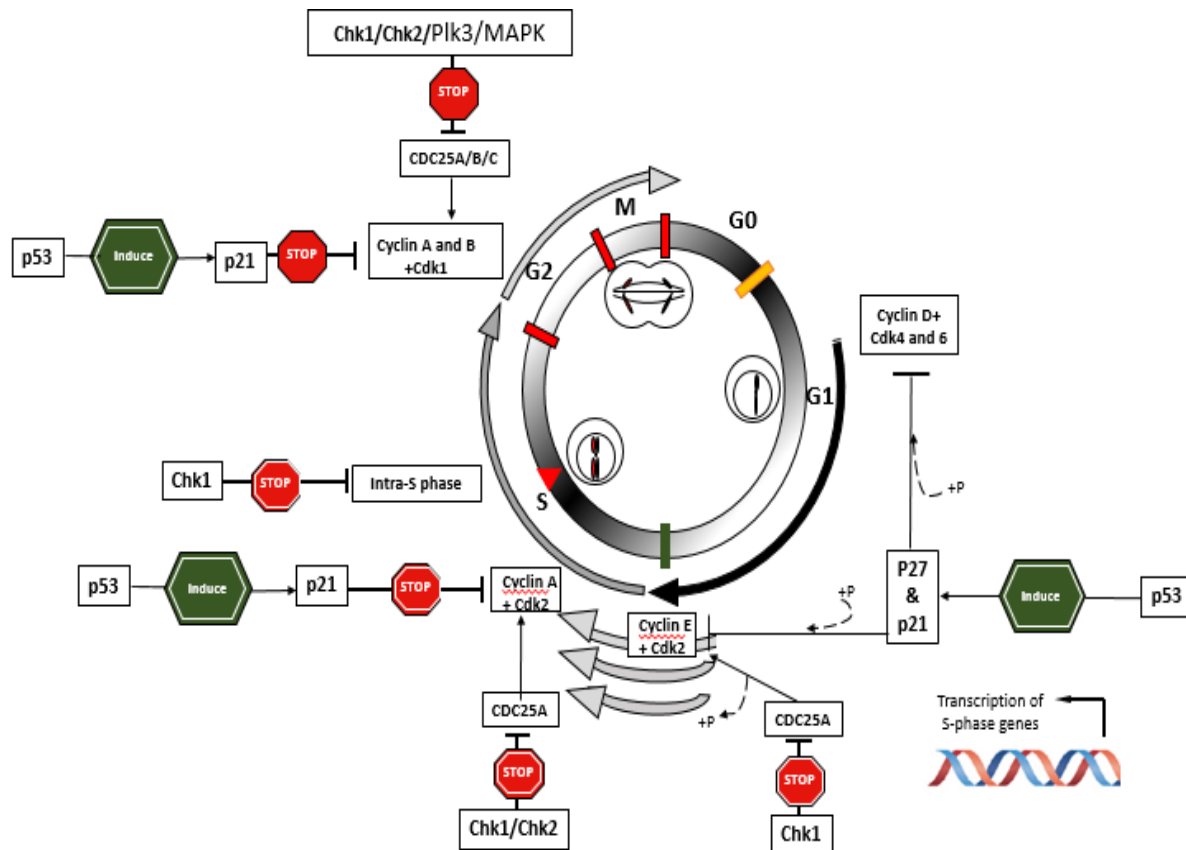 Chk1/Chk2/Plk3/MAPK
STOP
CDC25A/B/C
p53
Induce
p21
STOP
Cyclin A and B
+Cdk1
M
G0
G2
G1
S
Cyclin D+
Cdk4 and 6
+P
Chk1
STOP
Intra-S phase
p53
Induce
p21
STOP
Cyclin A
+ Cdk2
Cyclin E
+ Cdk2
+P
P27
&
p21
Induce
p53
CDC25A
+P
CDC25A
STOP
Chk1/Chk2
STOP
Chk1
Transcription of
S-phase genes